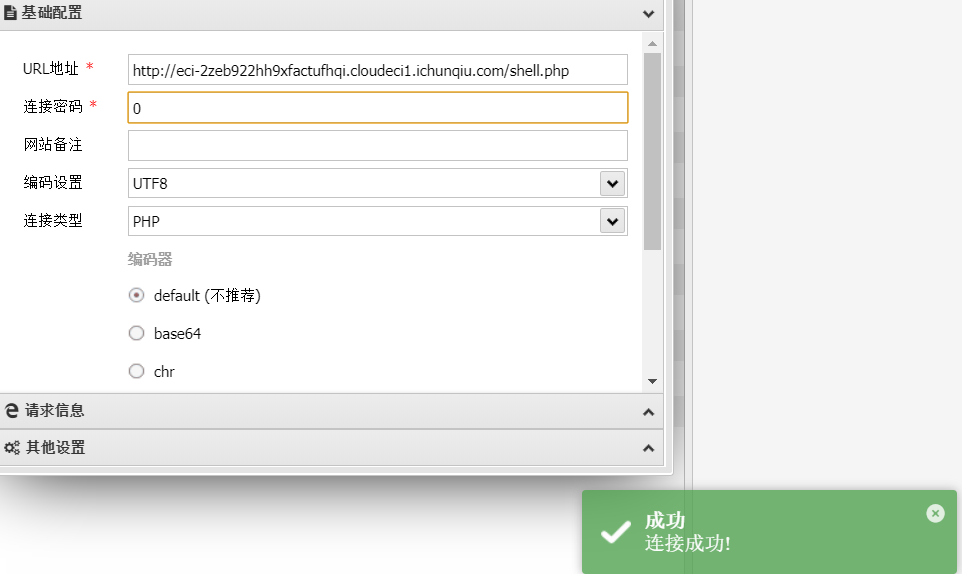 基础配置
URL地址 *
http://eci-2zeb922hh9xfactufhqi.cloudeci1.ichunqiu.com/shell.php
连接密码 *
0
网站备注
编码设置
UTF8
连接类型
PHP
编码器
default (不推荐)
base64
chr
请求信息
其他设置
成功
连接成功!